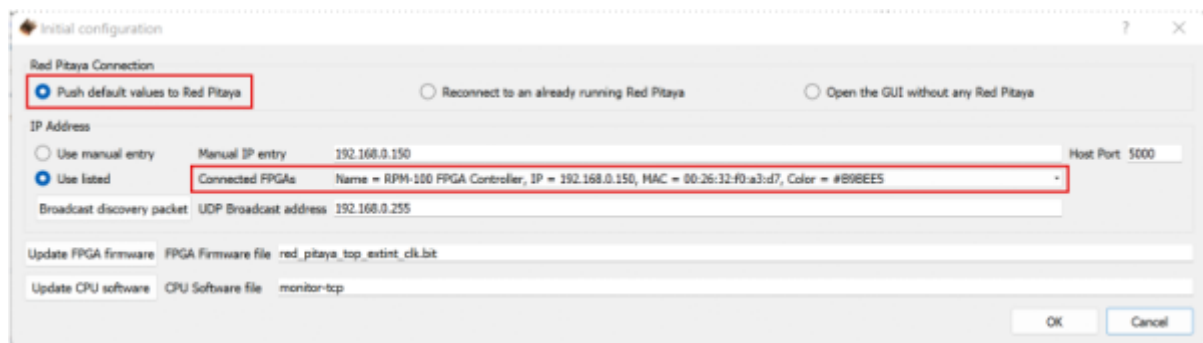 Initial configuration ?
Red Pitaya Connection
Push default values to Red Pitaya Reconnect to an already running Red Pitaya Open the GUI without any Red Pitaya
IP Address
Use manual entry Manual IP entry 192.168.0.150 Host Port 5000
Use listed Connected FPGAs Name = RPM-100 FPGA Controller, IP = 192.168.0.150, MAC = 00:26:32:f0:a3:d7, Color = #B9BEE5
Broadcast discovery packet UDP Broadcast address 192.168.0.255
Update FPGA firmware FPGA Firmware file red_pitaya_top_extint_clk.bit
Update CPU software CPU Software file monitor-tcp
OK Cancel